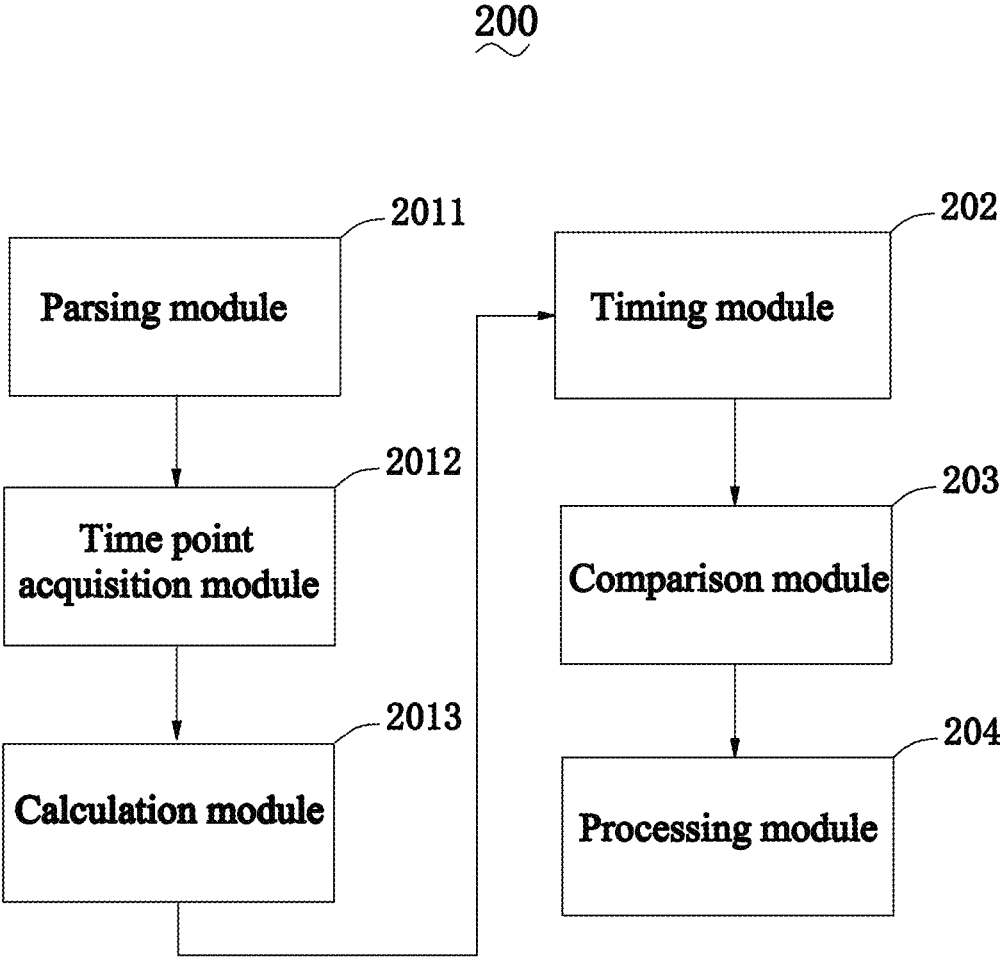 200
2011
Parsing module
2012
Time point
acquisition module
2013
Calculation module
202
Timing module
203
Comparison module
204
Processing module